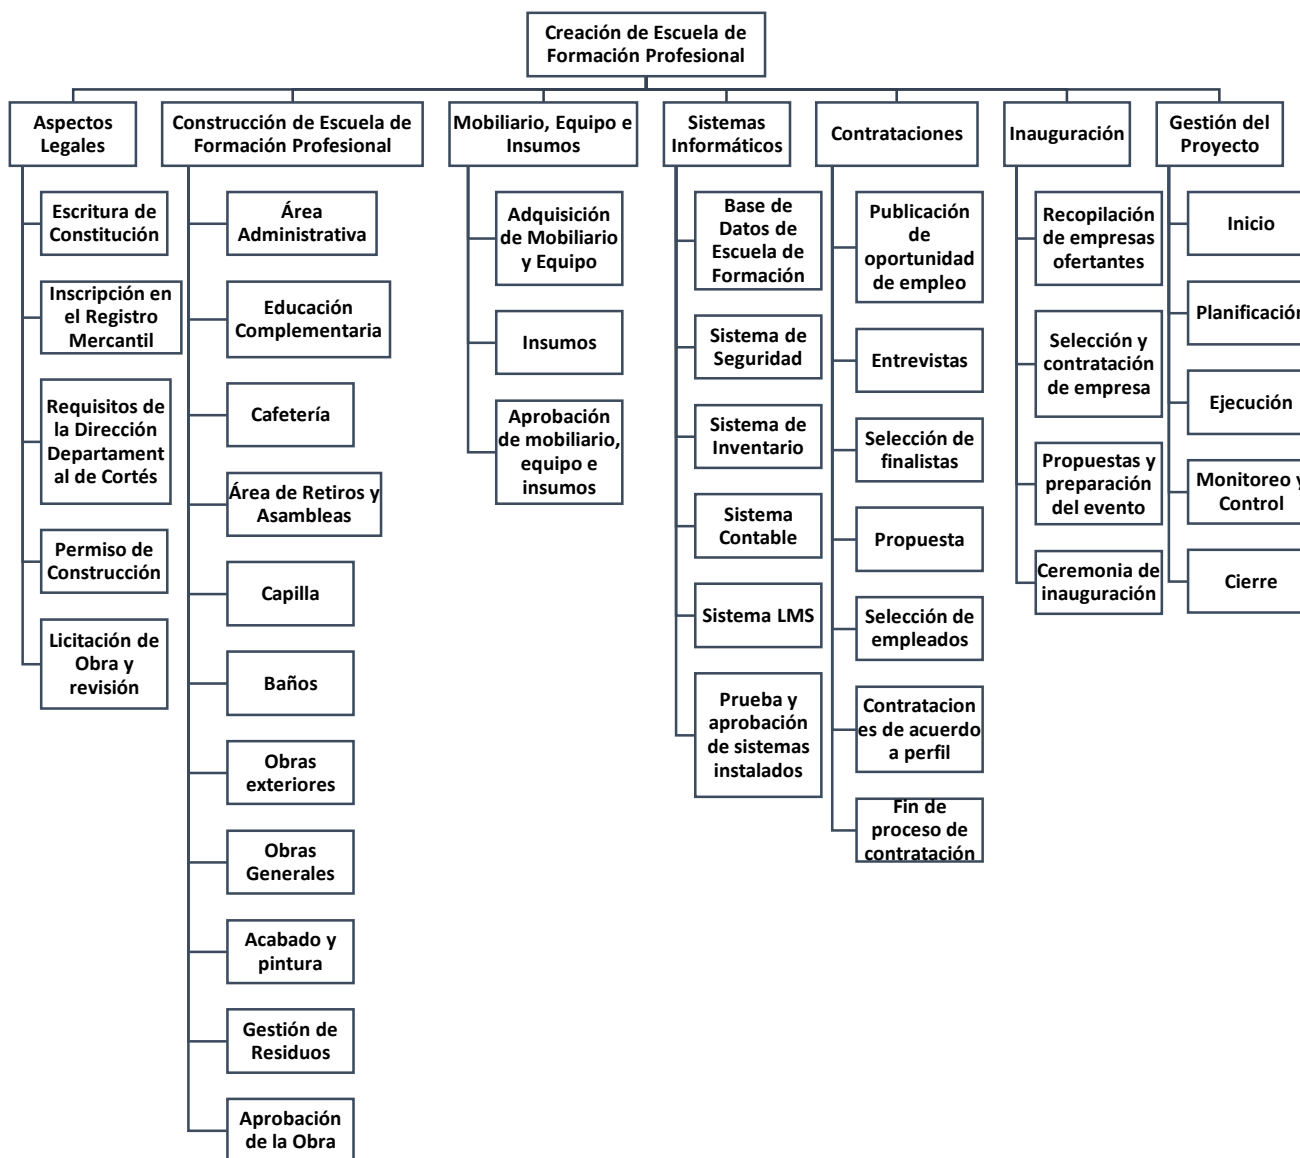 Creación de Escuela de
Formación Profesional
Aspectos
Legales
Construcción de Escuela de
Formación Profesional
Mobiliario, Equipo e
Insumos
Sistemas
Informáticos
Contrataciones
Inauguración
Gestión del
Proyecto
Escritura de
Constitución
Inscripción en
el Registro
Mercantil
Requisitos de
la Dirección
Departament
al de Cortés
Permiso de
Construcción
Licitación de
Obra y
revisión
Área
Administrativa
Educación
Complementaria
Cafetería
Área de Retiros y
Asambleas
Capilla
Baños
Obras
exteriores
Obras
Generales
Acabado y
pintura
Gestión de
Residuos
Aprobación
de la Obra
Adquisición
de Mobiliario
y Equipo
Insumos
Aprobación
de mobiliario,
equipo e
insumos
Base de
Datos de
Escuela de
Formación
Sistema de
Seguridad
Sistema de
Inventario
Sistema
Contable
Sistema LMS
Prueba y
aprobación
de sistemas
instalados
Publicación
de
oportunidad
de empleo
Entrevistas
Selección de
finalistas
Propuesta
Selección de
empleados
Contratacion
es de acuerdo
a perfil
Fin de
proceso de
contratación
Recopilación
de empresas
ofertantes
Selección y
contratación
de empresa
Propuestas y
preparación
del evento
Ceremonia de
inauguración
Inicio
Planificación
Ejecución
Monitoreo y
Control
Cierre